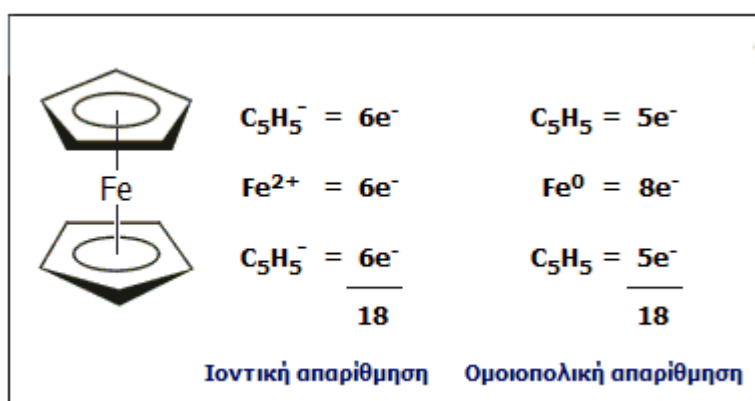 C₅H₅⁻ = 6e⁻ C₅H₅ = 5e⁻
Fe Fe²⁺ = 6e⁻ Fe⁰ = 8e⁻
C₅H₅⁻ = 6e⁻ C₅H₅ = 5e⁻
18 18
Ιοντική απαρίθμηση Ομοιοπολική απαρίθμηση